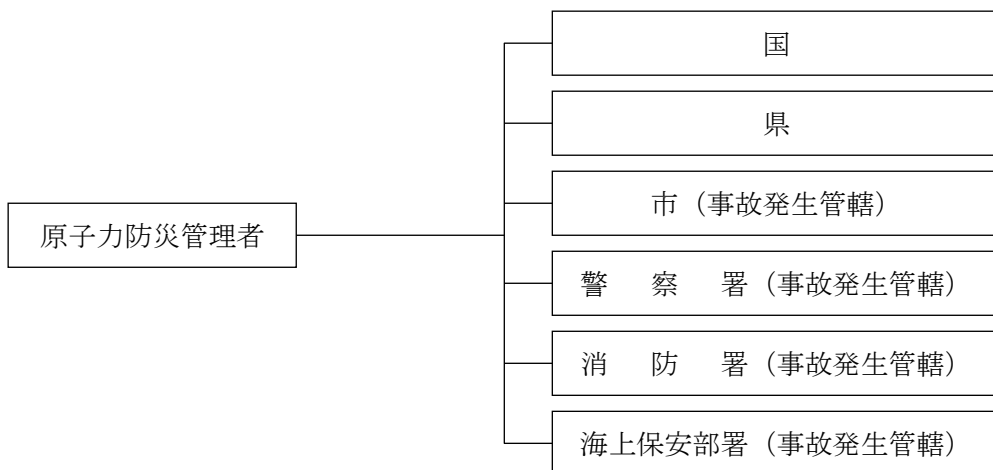 国
県
市（事故発生管轄）
原子力防災管理者
警　察　署（事故発生管轄）
消　防　署（事故発生管轄）
海上保安部署（事故発生管轄）